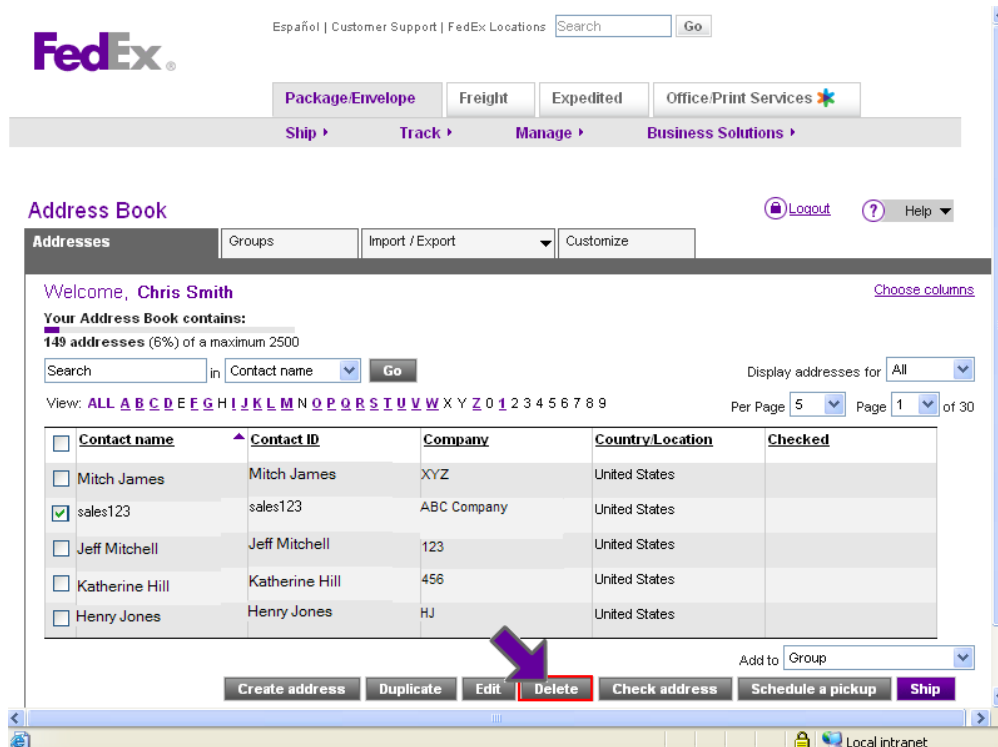 Español | Customer Support | FedEx Locations Search Go
FedEx®
Package/Envelope Freight Expedited Office/Print Services
Ship Track Manage Business Solutions
Address Book Logout ? Help
Addresses Groups Import / Export Customize
Welcome, Chris Smith Choose columns
Your Address Book contains:
149 addresses (6%) of a maximum 2500
Search in Contact name Go Display addresses for All
View: ALL A B C D E F G H I J K L M N O P Q R S T U V W X Y Z 0 1 2 3 4 5 6 7 8 9 Per Page 5 Page 1 of 30
Contact name Contact ID Company Country/Location Checked
Mitch James Mitch James XYZ United States
sales123 sales123 ABC Company United States
Jeff Mitchell Jeff Mitchell 123 United States
Katherine Hill Katherine Hill 456 United States
Henry Jones Henry Jones HJ United States
Add to Group
Create address Duplicate Edit Delete Check address Schedule a pickup Ship
Local intranet